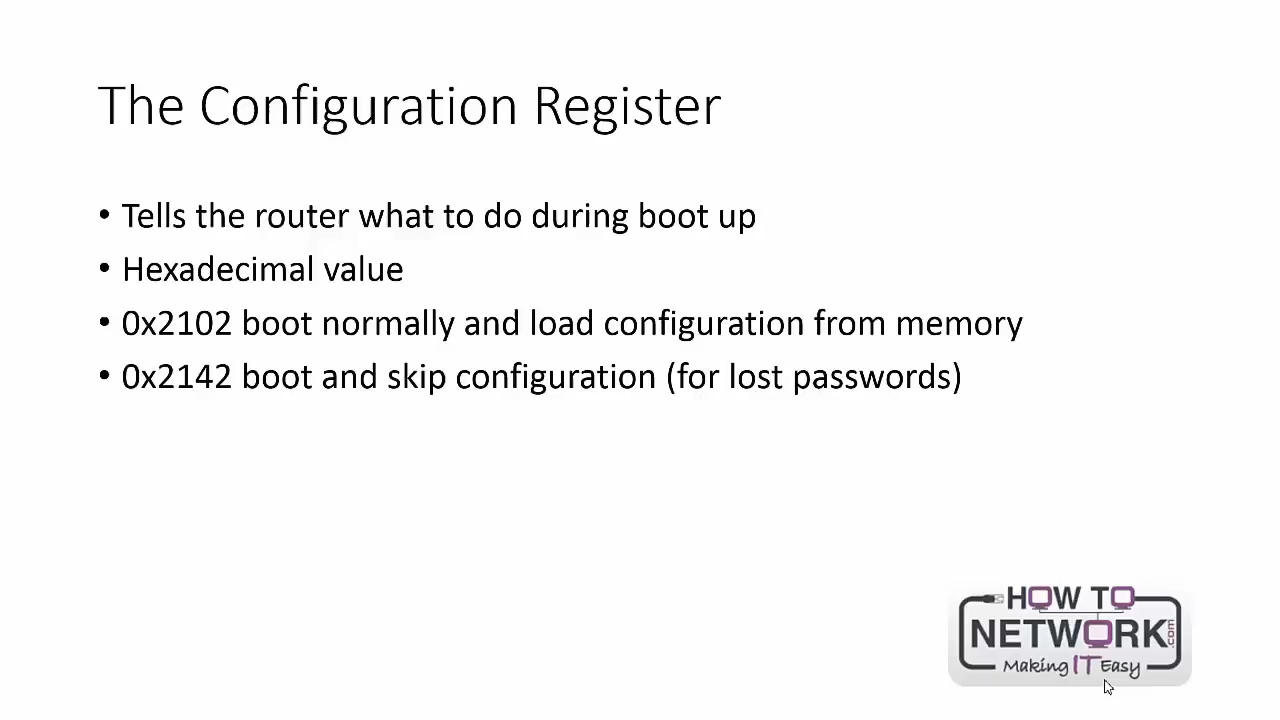 The Configuration Register
• Tells the router what to do during boot up
• Hexadecimal value
• 0x2102 boot normally and load configuration from memory
• 0x2142 boot and skip configuration (for lost passwords)
HOW TO
NETWORK.com
Making IT Easy